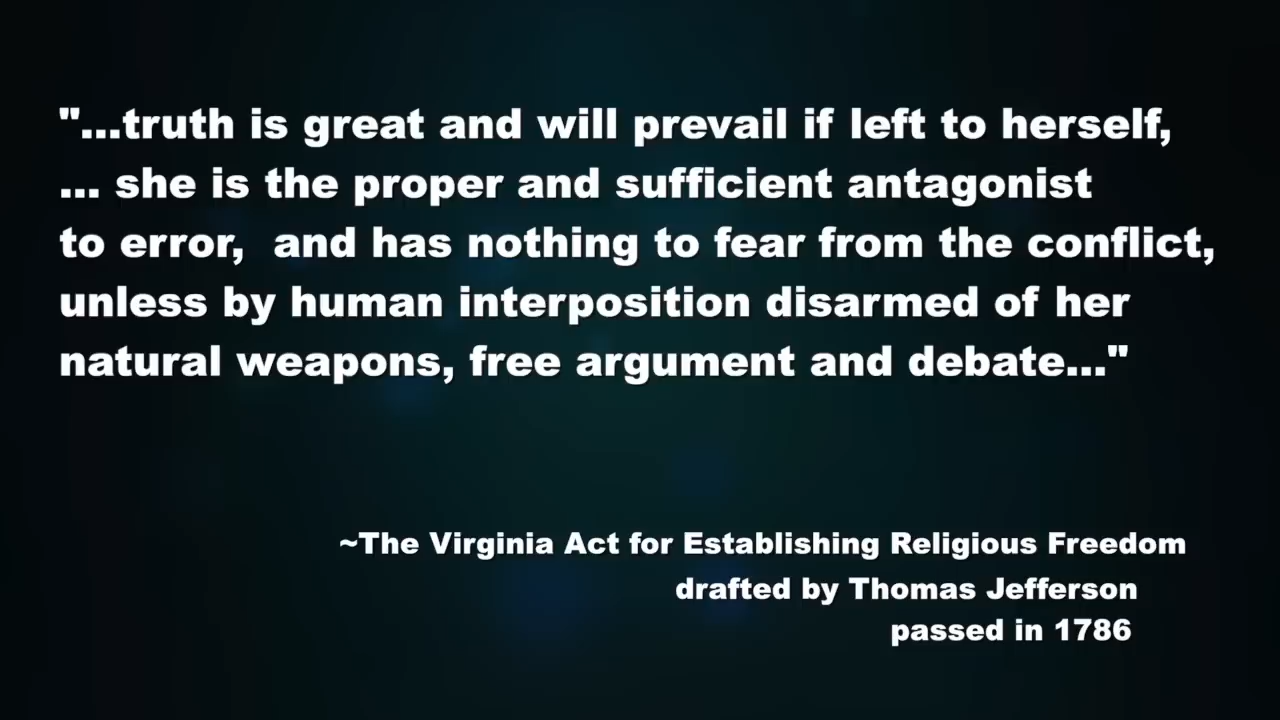 "...truth is great and will prevail if left to herself,
... she is the proper and sufficient antagonist
to error,  and has nothing to fear from the conflict,
unless by human interposition disarmed of her
natural weapons, free argument and debate..."
~The Virginia Act for Establishing Religious Freedom
drafted by Thomas Jefferson
passed in 1786